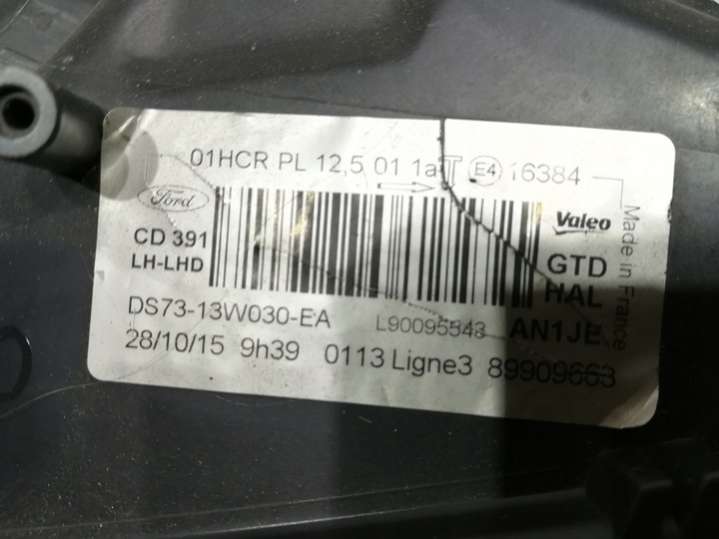 01HCR PL 12,5 01 1a T E4 16384
Ford
Valeo
Made in France
CD 391
LH-LHD
GTD
HAL
DS73-13W030-EA L90095543 AN1JE
28/10/15 9h39 0113 Ligne3 89909663